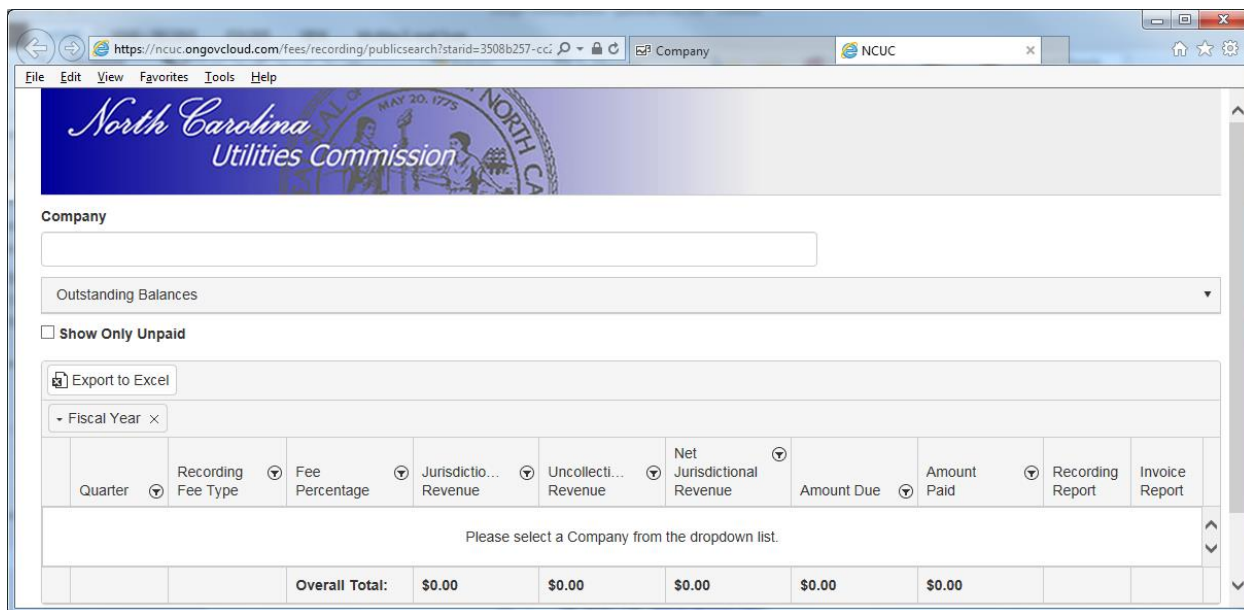 https://ncuc.ongovcloud.com/fees/recording/publicsearch?starid=3508b257-cc2
Company
NCUC
File Edit View Favorites Tools Help
MAY 20, 1775
NORTH CA
North Carolina
Utilities Commission
Company
Outstanding Balances
Show Only Unpaid
Export to Excel
Fiscal Year ×
Quarter
Recording
Fee Type
Fee
Percentage
Jurisdictio...
Revenue
Uncollecti...
Revenue
Net
Jurisdictional
Revenue
Amount Due
Amount
Paid
Recording
Report
Invoice
Report
Please select a Company from the dropdown list.
Overall Total: $0.00 $0.00 $0.00 $0.00 $0.00